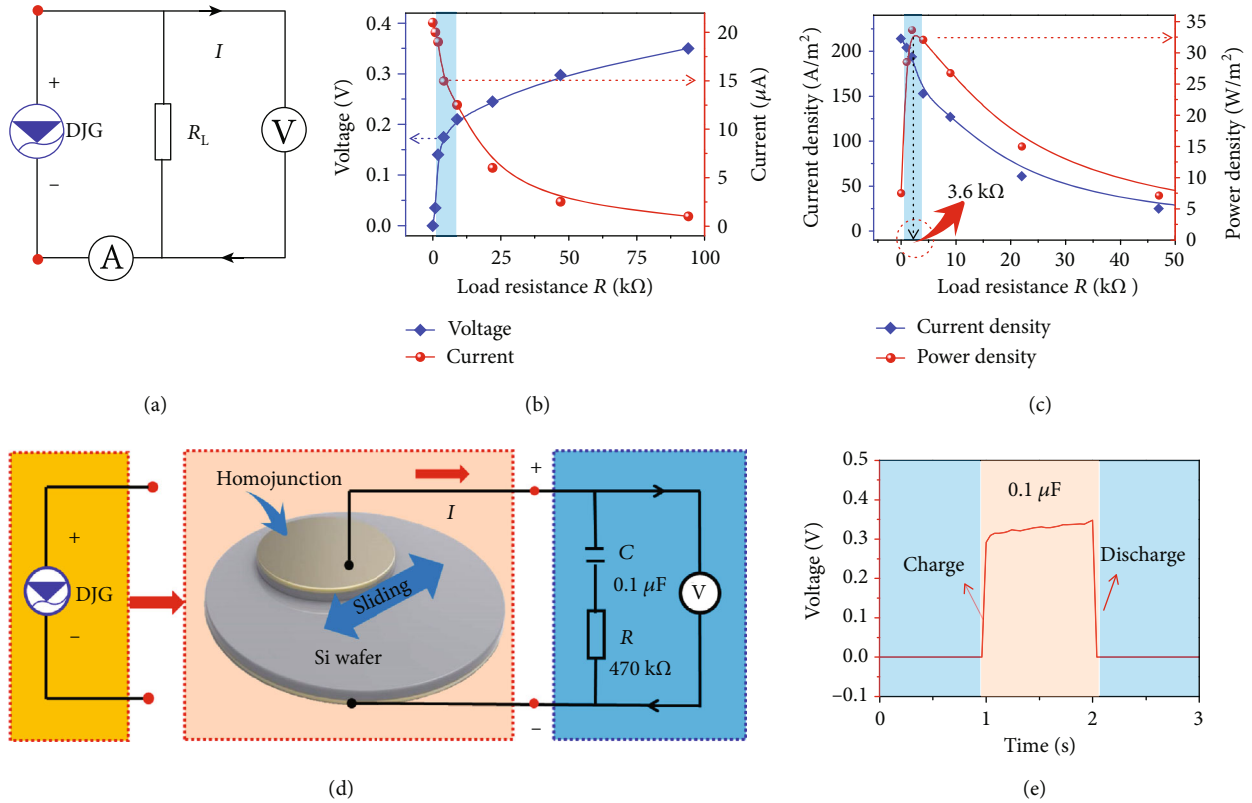 I
+
DJG
−
R_L
V
A
(a)
0.4
0.3
0.2
0.1
0.0
Voltage (V)
20
15
10
5
0
Current (μA)
0
25
50
75
100
Load resistance R (kΩ)
Voltage
Current
(b)
200
150
100
50
0
Current density (A/m²)
35
30
25
20
15
10
5
0
Power density (W/m²)
3.6 kΩ
0
10
20
30
40
50
Load resistance R (kΩ )
Current density
Power density
(c)
+
DJG
−
Homojunction
I
Sliding
Si wafer
+
−
C
0.1 μF
R
470 kΩ
V
(d)
0.5
0.4
0.3
0.2
0.1
0.0
−0.1
Voltage (V)
0.1 μF
Charge
Discharge
0
1
2
3
Time (s)
(e)